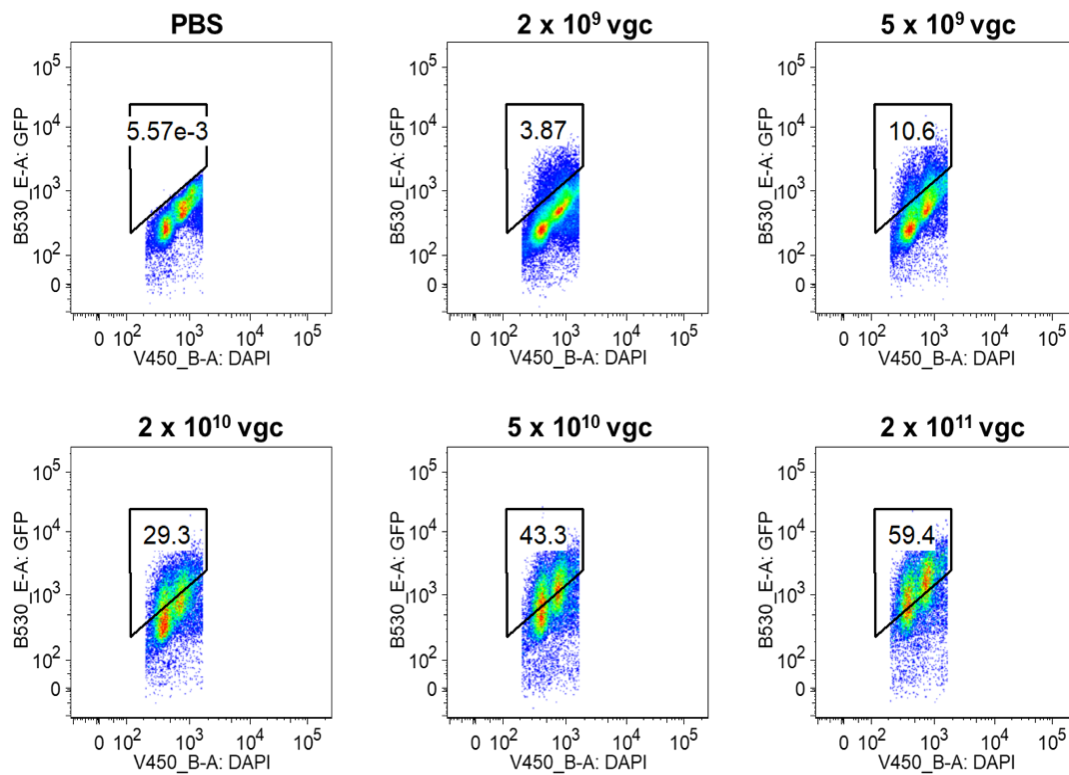 PBS
2 x 10⁹ vgc
5 x 10⁹ vgc
10⁵
10⁴
10³
10²
0
B530_E-A: GFP
5.57e-3
0 10² 10³ 10⁴ 10⁵
V450_B-A: DAPI
10⁵
10⁴
10³
10²
0
B530_E-A: GFP
3.87
0 10² 10³ 10⁴ 10⁵
V450_B-A: DAPI
10⁵
10⁴
10³
10²
0
B530_E-A: GFP
10.6
0 10² 10³ 10⁴ 10⁵
V450_B-A: DAPI
2 x 10¹⁰ vgc
5 x 10¹⁰ vgc
2 x 10¹¹ vgc
10⁵
10⁴
10³
10²
0
B530_E-A: GFP
29.3
0 10² 10³ 10⁴ 10⁵
V450_B-A: DAPI
10⁵
10⁴
10³
10²
0
B530_E-A: GFP
43.3
0 10² 10³ 10⁴ 10⁵
V450_B-A: DAPI
10⁵
10⁴
10³
10²
0
B530_E-A: GFP
59.4
0 10² 10³ 10⁴ 10⁵
V450_B-A: DAPI